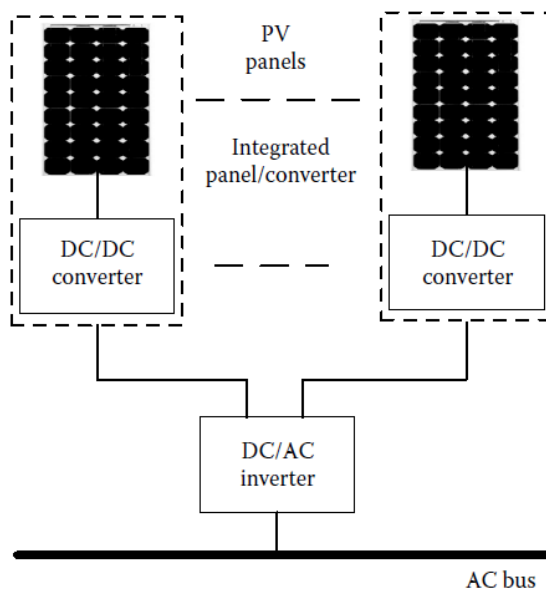 PV
panels
Integrated
panel/converter
DC/DC
converter
DC/DC
converter
DC/AC
inverter
AC bus